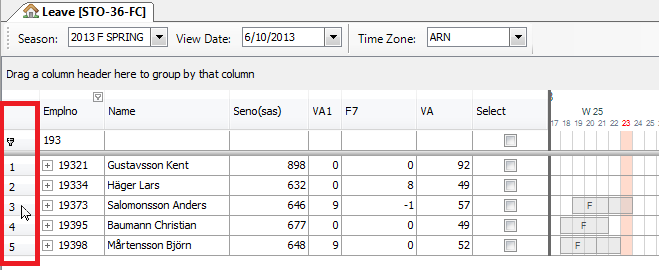 Leave [STO-36-FC]
Season: 2013 F SPRING View Date: 6/10/2013 Time Zone: ARN
Drag a column header here to group by that column
Emplno Name Seno(sas) VA1 F7 VA Select W 25
17 18 19 20 21 22 23 24 25
193
1 19321 Gustavsson Kent 898 0 0 92
2 19334 Häger Lars 632 0 8 49
3 19373 Salomonsson Anders 646 9 -1 57 F
4 19395 Baumann Christian 677 0 0 49 F
5 19398 Mårtensson Björn 648 9 0 52 F